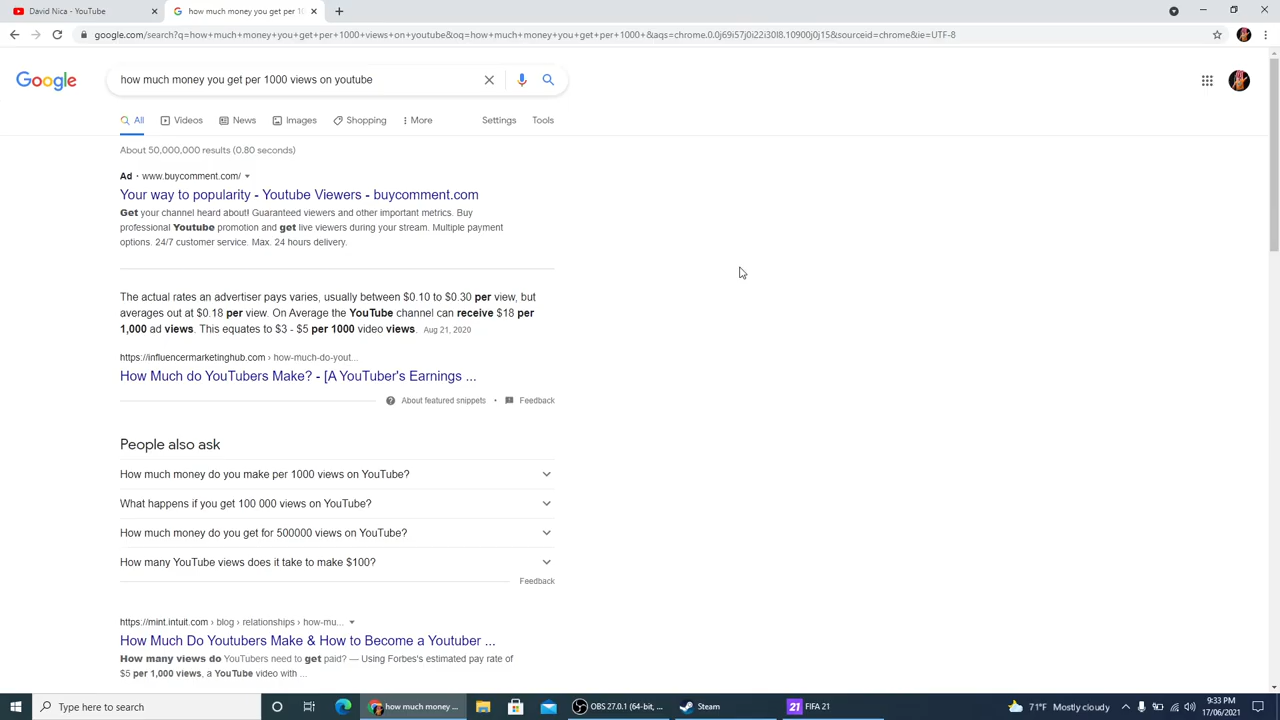 David Nica - YouTube
how much money you get per 10
google.com/search?q=how+much+money+you+get+per+1000+views+on+youtube&oq=how+much+money+you+get+per+1000+&aqs=chrome.0.0j69i57j0i22i30l8.10900j0j15&sourceid=chrome&ie=UTF-8
Google
how much money you get per 1000 views on youtube
All Videos News Images Shopping More Settings Tools
About 50,000,000 results (0.80 seconds)
Ad · www.buycomment.com/
Your way to popularity - Youtube Viewers - buycomment.com
Get your channel heard about! Guaranteed viewers and other important metrics. Buy
professional Youtube promotion and get live viewers during your stream. Multiple payment
options. 24/7 customer service. Max. 24 hours delivery.
The actual rates an advertiser pays varies, usually between $0.10 to $0.30 per view, but
averages out at $0.18 per view. On Average the YouTube channel can receive $18 per
1,000 ad views. This equates to $3 - $5 per 1000 video views. Aug 21, 2020
https://influencermarketinghub.com › how-much-do-yout...
How Much do YouTubers Make? - [A YouTuber's Earnings ...
About featured snippets • Feedback
People also ask
How much money do you make per 1000 views on YouTube?
What happens if you get 100 000 views on YouTube?
How much money do you get for 500000 views on YouTube?
How many YouTube views does it take to make $100?
Feedback
https://mint.intuit.com › blog › relationships › how-mu...
How Much Do Youtubers Make & How to Become a Youtuber ...
How many views do YouTubers need to get paid? — Using Forbes's estimated pay rate of
$5 per 1,000 views, a YouTube video with ...
Type here to search
how much money ...
OBS 27.0.1 (64-bit, ...
Steam
21 FIFA 21
71°F Mostly cloudy
9:33 PM
17/06/2021